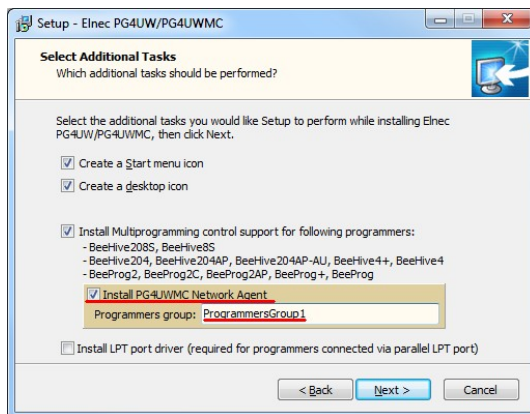 Setup - Elnec PG4UW/PG4UWMC
Select Additional Tasks
Which additional tasks should be performed?
Select the additional tasks you would like Setup to perform while installing Elnec
PG4UW/PG4UWMC, then click Next.
Create a Start menu icon
Create a desktop icon
Install Multiprogramming control support for following programmers:
- BeeHive208S, BeeHive8S
- BeeHive204, BeeHive204AP, BeeHive204AP-AU, BeeHive4+, BeeHive4
- BeeProg2, BeeProg2C, BeeProg2AP, BeeProg+, BeeProg
Install PG4UWMC Network Agent
Programmers group: ProgrammersGroup1
Install LPT port driver (required for programmers connected via parallel LPT port)
< Back Next > Cancel